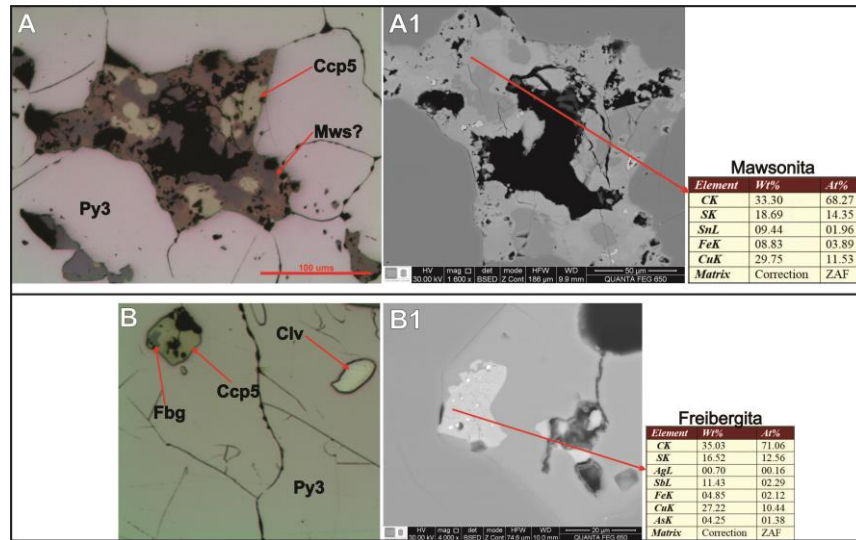 A
Ccp5
Mws?
Py3
100 ums
A1
HV mag □ det mode HFW WD
30.00 kV 1 600 x BSED Z Cont 186 µm 9.9 mm
50 µm
QUANTA FEG 650
Mawsonita
Element Wt% At%
CK 33.30 68.27
SK 18.69 14.35
SnL 09.44 01.96
FeK 08.83 03.89
CuK 29.75 11.53
Matrix Correction ZAF
B
Clv
Fbg
Ccp5
Py3
B1
HV mag □ det mode HFW WD
30.00 kV 4 000 x BSED Z Cont 74.6 µm 10.0 mm
20 µm
QUANTA FEG 650
Freibergita
Element Wt% At%
CK 35.03 71.06
SK 16.52 12.56
AgL 00.70 00.16
SbL 11.43 02.29
FeK 04.85 02.12
CuK 27.22 10.44
AsK 04.25 01.38
Matrix Correction ZAF